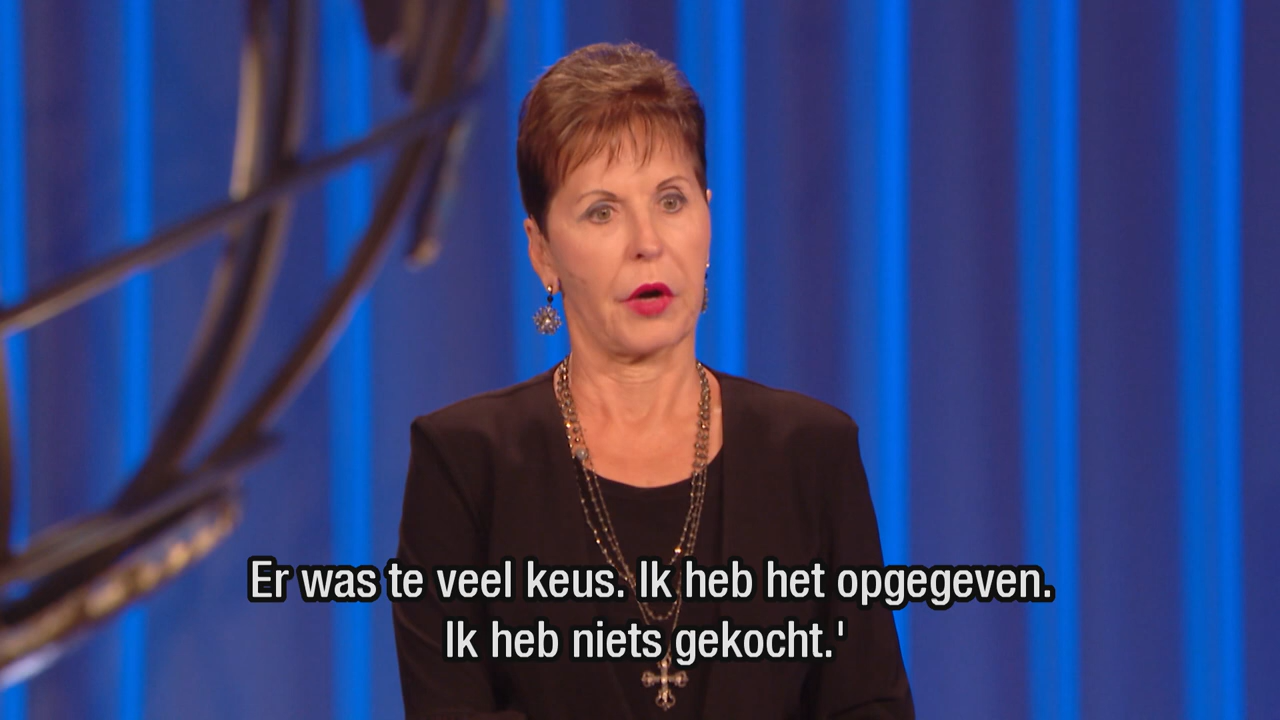 Er was te veel keus. Ik heb het opgegeven.
Ik heb niets gekocht.'